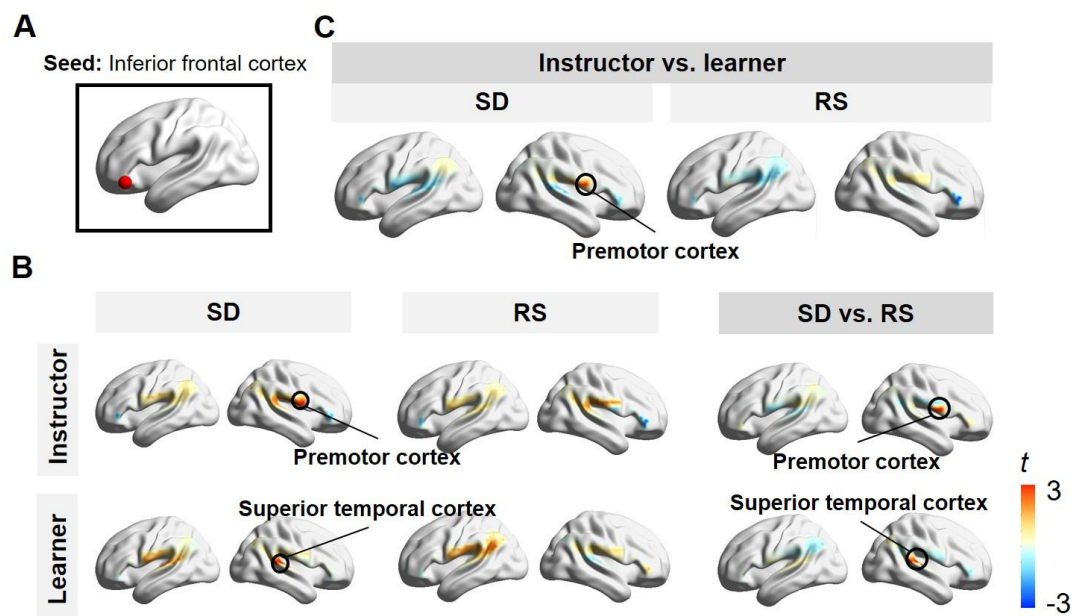 A
Seed: Inferior frontal cortex
C
Instructor vs. learner
SD
RS
Premotor cortex
B
SD
RS
SD vs. RS
Instructor
Premotor cortex
Premotor cortex
Learner
Superior temporal cortex
Superior temporal cortex
t
3
-3